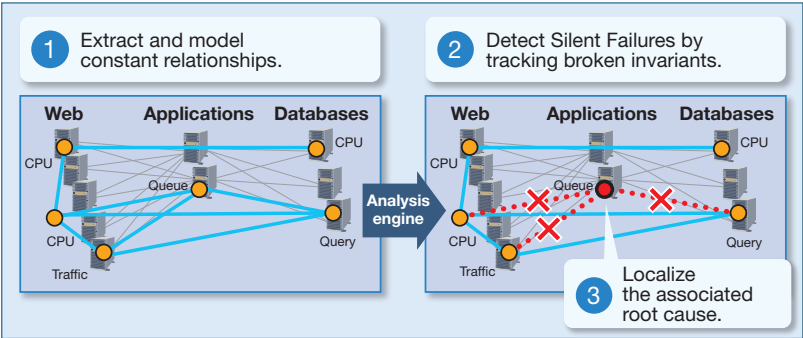 1
Extract and model
constant relationships.
2
Detect Silent Failures by
tracking broken invariants.
Web Applications Databases
CPU
CPU
Queue
CPU
Query
Traffic
Analysis
engine
Web Applications Databases
CPU
CPU
Queue
CPU
Query
Traffic
3
Localize
the associated
root cause.